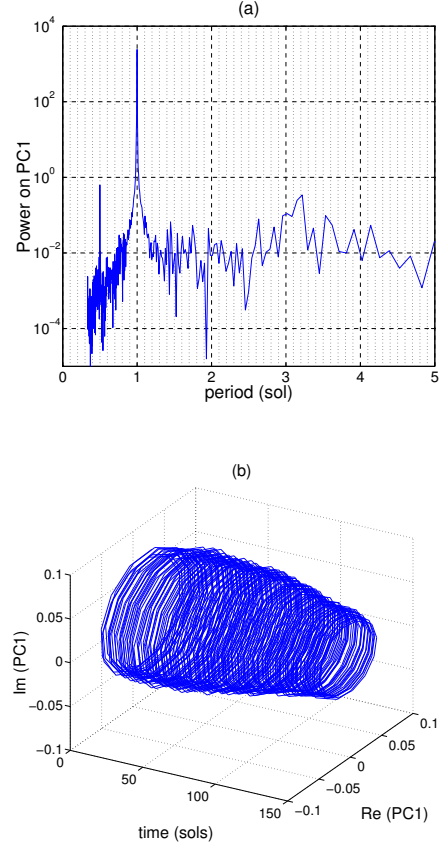 (a)
10^4
10^2
10^0
10^−2
10^−4
Power on PC1
0 1 2 3 4 5
period (sol)
(b)
0.1
0.05
0
−0.05
−0.1
Im (PC1)
0
50
100
150
time (sols)
−0.1
−0.05
0
0.05
0.1
Re (PC1)